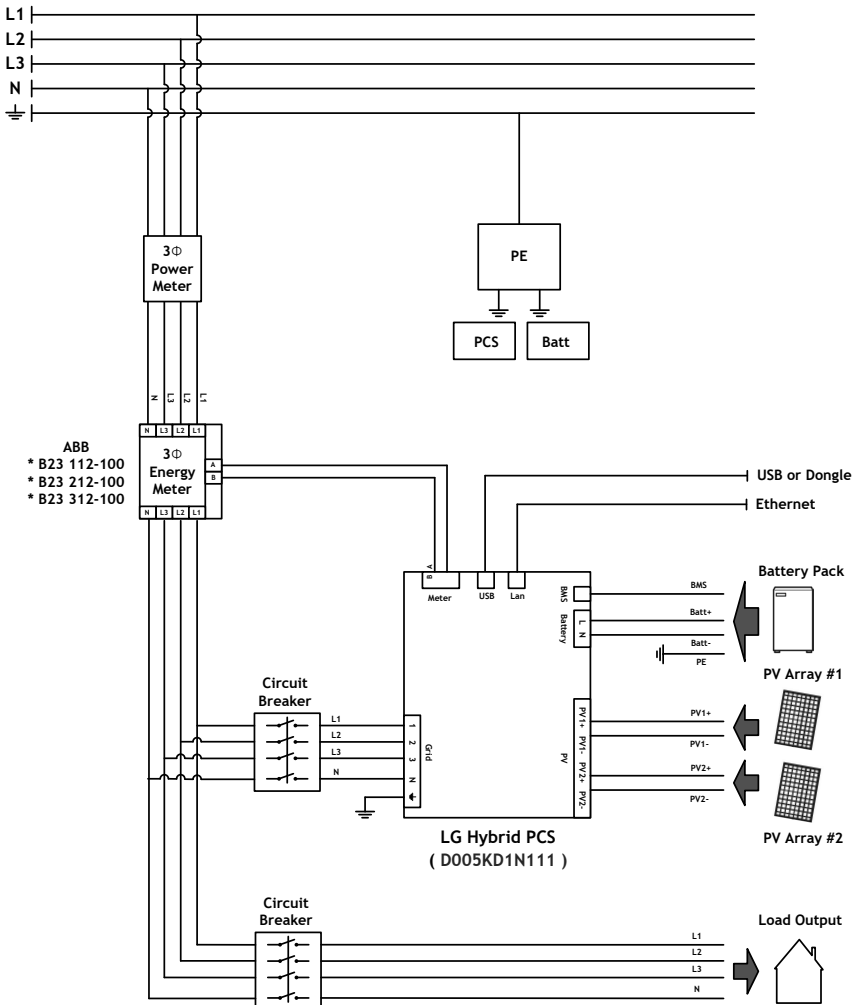 L1
L2
L3
N
3Φ
Power
Meter
PE
PCS
Batt
N
L3
L2
L1
N
L3
L2
L1
ABB
* B23 112-100
* B23 212-100
* B23 312-100
3Φ
Energy
Meter
A
B
N
L3
L2
L1
USB or Dongle
Ethernet
A
B
Meter
USB
Lan
BMS
Battery
L
N
BMS
Batt+
Batt-
PE
Battery Pack
PV Array #1
Circuit
Breaker
L1
L2
L3
N
1
2
3
N
Grid
PV
PV1+
PV1-
PV2+
PV2-
PV1+
PV1-
PV2+
PV2-
PV Array #2
LG Hybrid PCS
( D005KD1N111 )
Circuit
Breaker
L1
L2
L3
N
Load Output